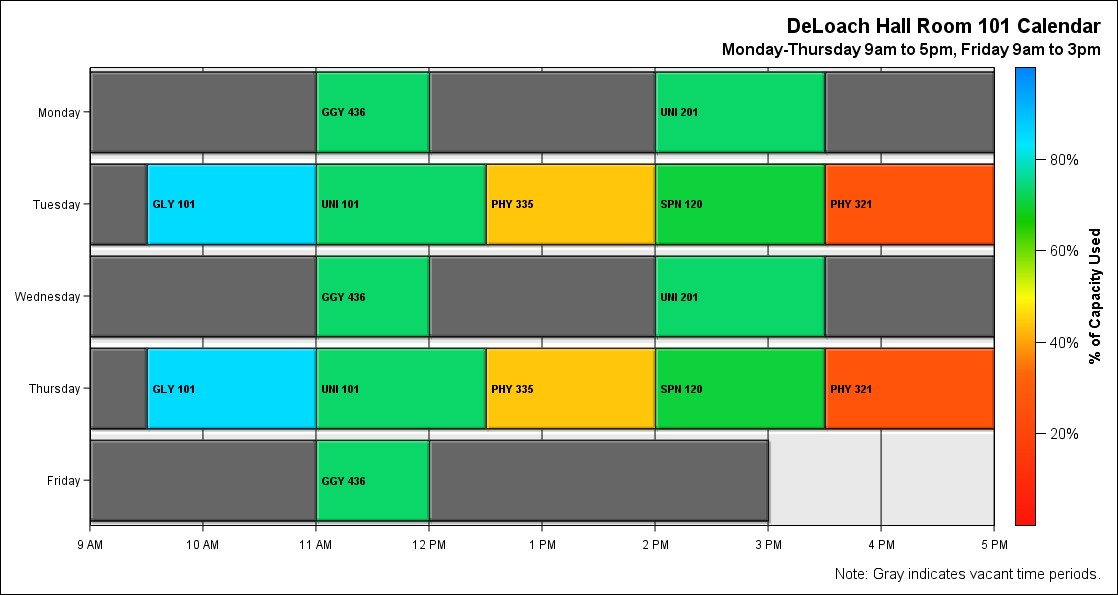 DeLoach Hall Room 101 Calendar
Monday-Thursday 9am to 5pm, Friday 9am to 3pm
Monday
GGY 436
UNI 201
Tuesday
GLY 101
UNI 101
PHY 335
SPN 120
PHY 321
Wednesday
GGY 436
UNI 201
Thursday
GLY 101
UNI 101
PHY 335
SPN 120
PHY 321
Friday
GGY 436
9 AM
10 AM
11 AM
12 PM
1 PM
2 PM
3 PM
4 PM
5 PM
80%
60%
40%
20%
% of Capacity Used
Note: Gray indicates vacant time periods.